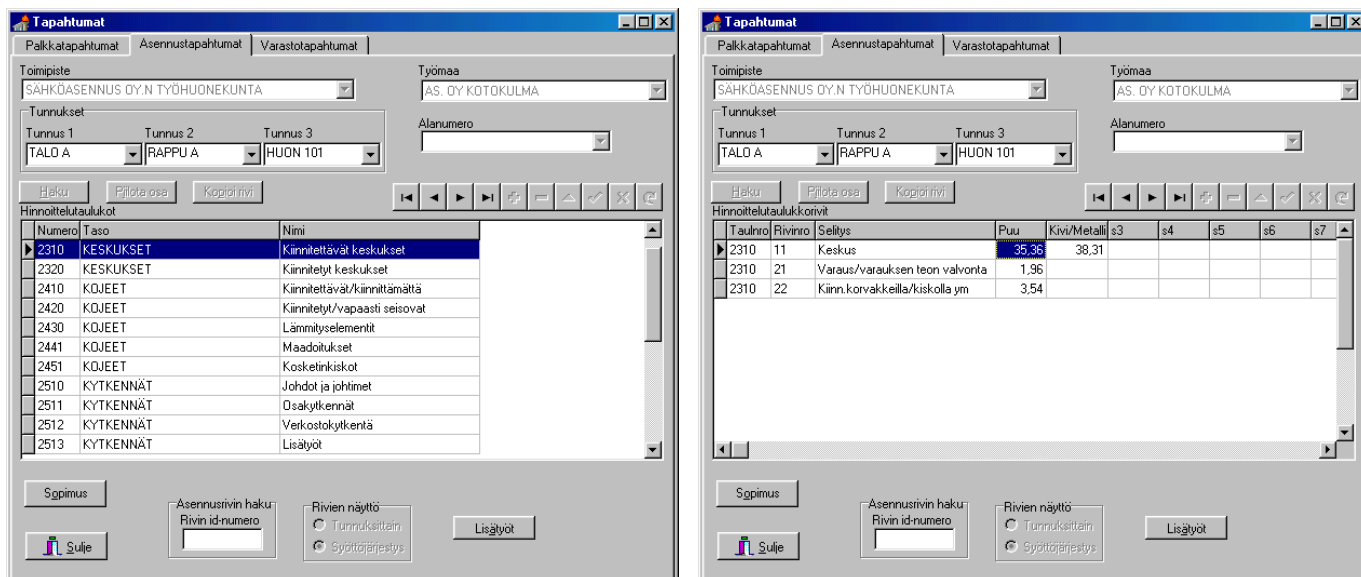 Tapahtumat
Palkkatapahtumat Asennustapahtumat Varastotapahtumat
Toimipiste Työmaa
SÄHKÖASENNUS OY.N TYÖHUONEKUNTA AS. OY KOTOKULMA
Tunnukset
Tunnus 1 Tunnus 2 Tunnus 3 Alanumero
TALO A RAPPU A HUON 101
Haku Piilota osa Kopioi rivi
Hinnoittelutaulukot
Numero Taso Nimi
2310 KESKUKSET Kiinnitettävät keskukset
2320 KESKUKSET Kiinnitetyt keskukset
2410 KOJEET Kiinnitettävät/kiinnittämättä
2420 KOJEET Kiinnitetyt/vapaasti seisovat
2430 KOJEET Lämmityselementit
2441 KOJEET Maadoitukset
2451 KOJEET Kosketinkiskot
2510 KYTKENNÄT Johdot ja johtimet
2511 KYTKENNÄT Osakytkennät
2512 KYTKENNÄT Verkostokytkentä
2513 KYTKENNÄT Lisätyöt
Sopimus
Asennusrivin haku Rivien näyttö
Rivin id-numero Tunnuksittain
Lisätyöt
Sulje Syöttöjärjestys
Tapahtumat
Palkkatapahtumat Asennustapahtumat Varastotapahtumat
Toimipiste Työmaa
SÄHKÖASENNUS OY.N TYÖHUONEKUNTA AS. OY KOTOKULMA
Tunnukset
Tunnus 1 Tunnus 2 Tunnus 3 Alanumero
TALO A RAPPU A HUON 101
Haku Piilota osa Kopioi rivi
Hinnoittelutaulukkorivit
Taulnro Rivinro Selitys Puu Kivi/Metalli s3 s4 s5 s6 s7
2310 11 Keskus 35,36 38,31
2310 21 Varaus/varauksen teon valvonta 1,96
2310 22 Kiinn.korvakkeilla/kiskolla ym 3,54
Sopimus
Asennusrivin haku Rivien näyttö
Rivin id-numero Tunnuksittain
Lisätyöt
Sulje Syöttöjärjestys